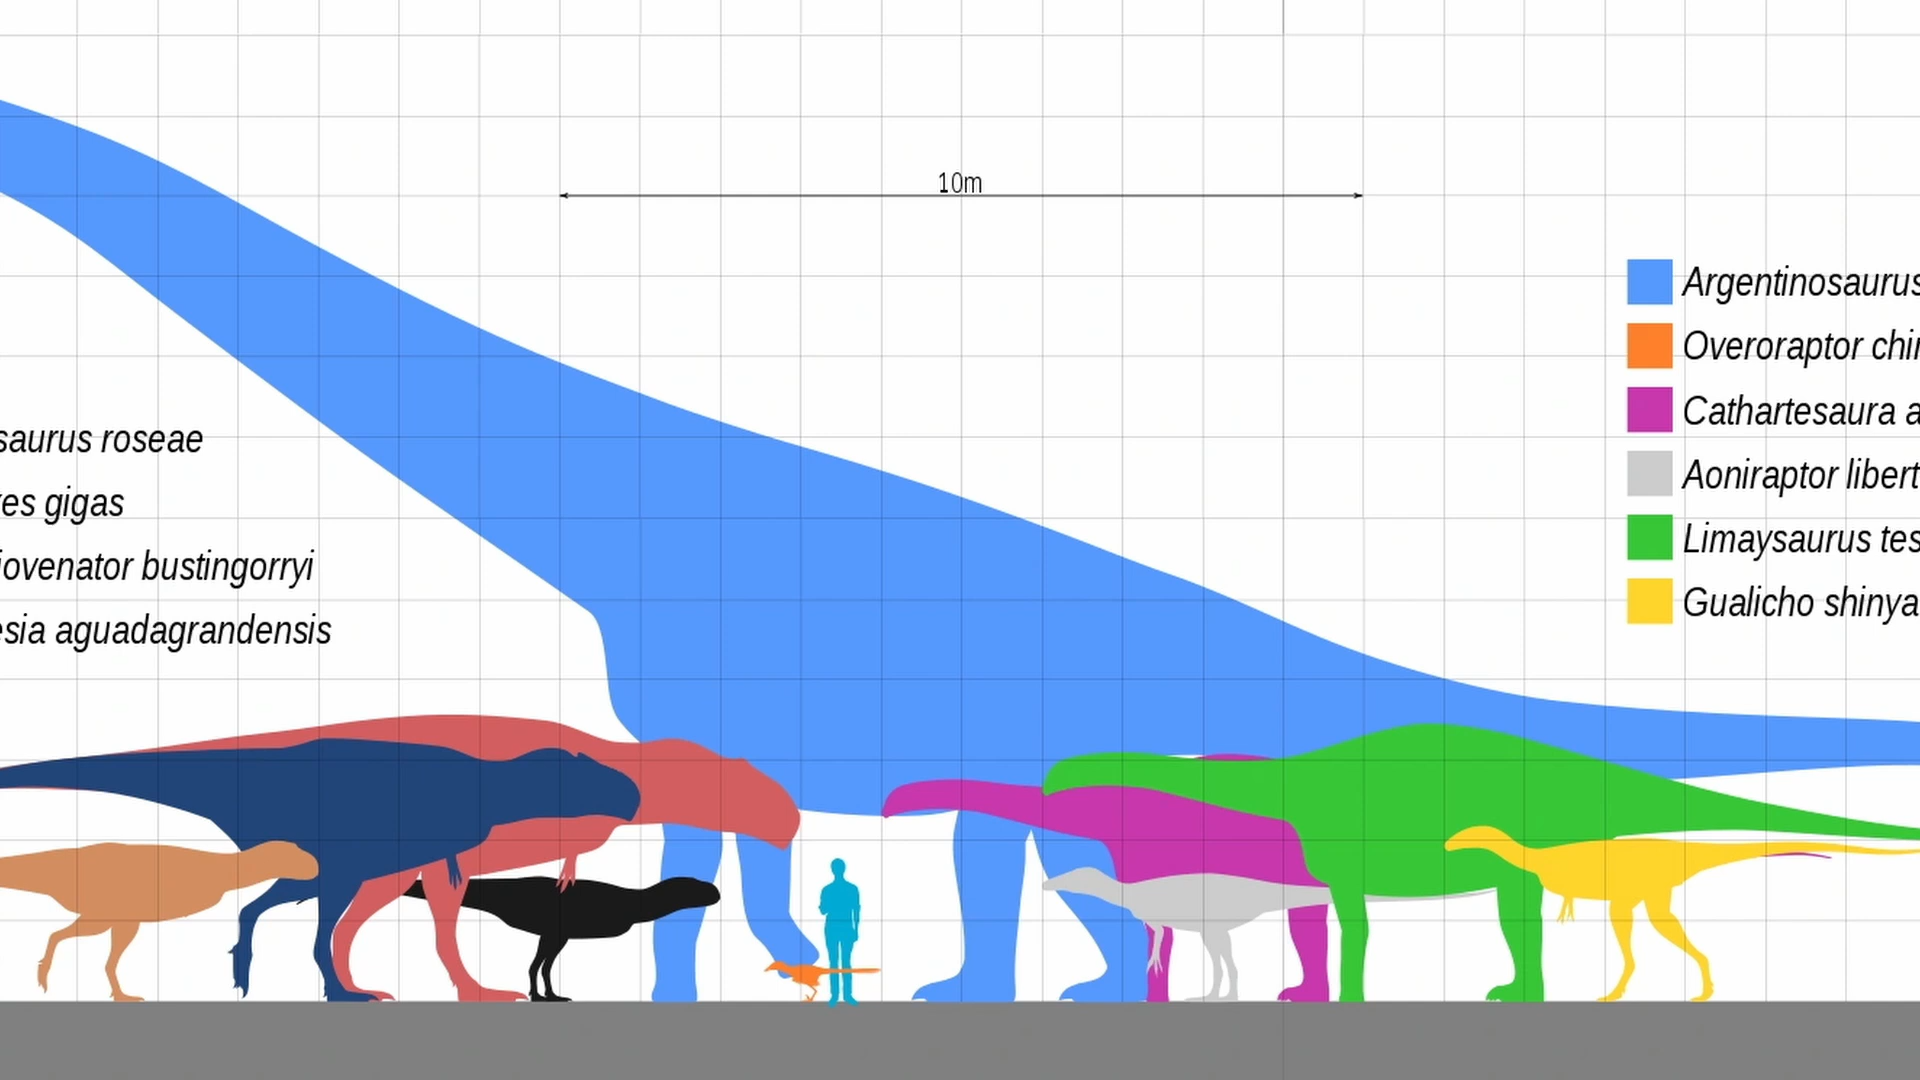 10m
Argentinosaurus
Overoraptor chi
Cathartesaura a
Aoniraptor libert
Limaysaurus tes
Gualicho shinya
saurus roseae
es gigas
iovenator bustingorryi
esia aguadagrandensis